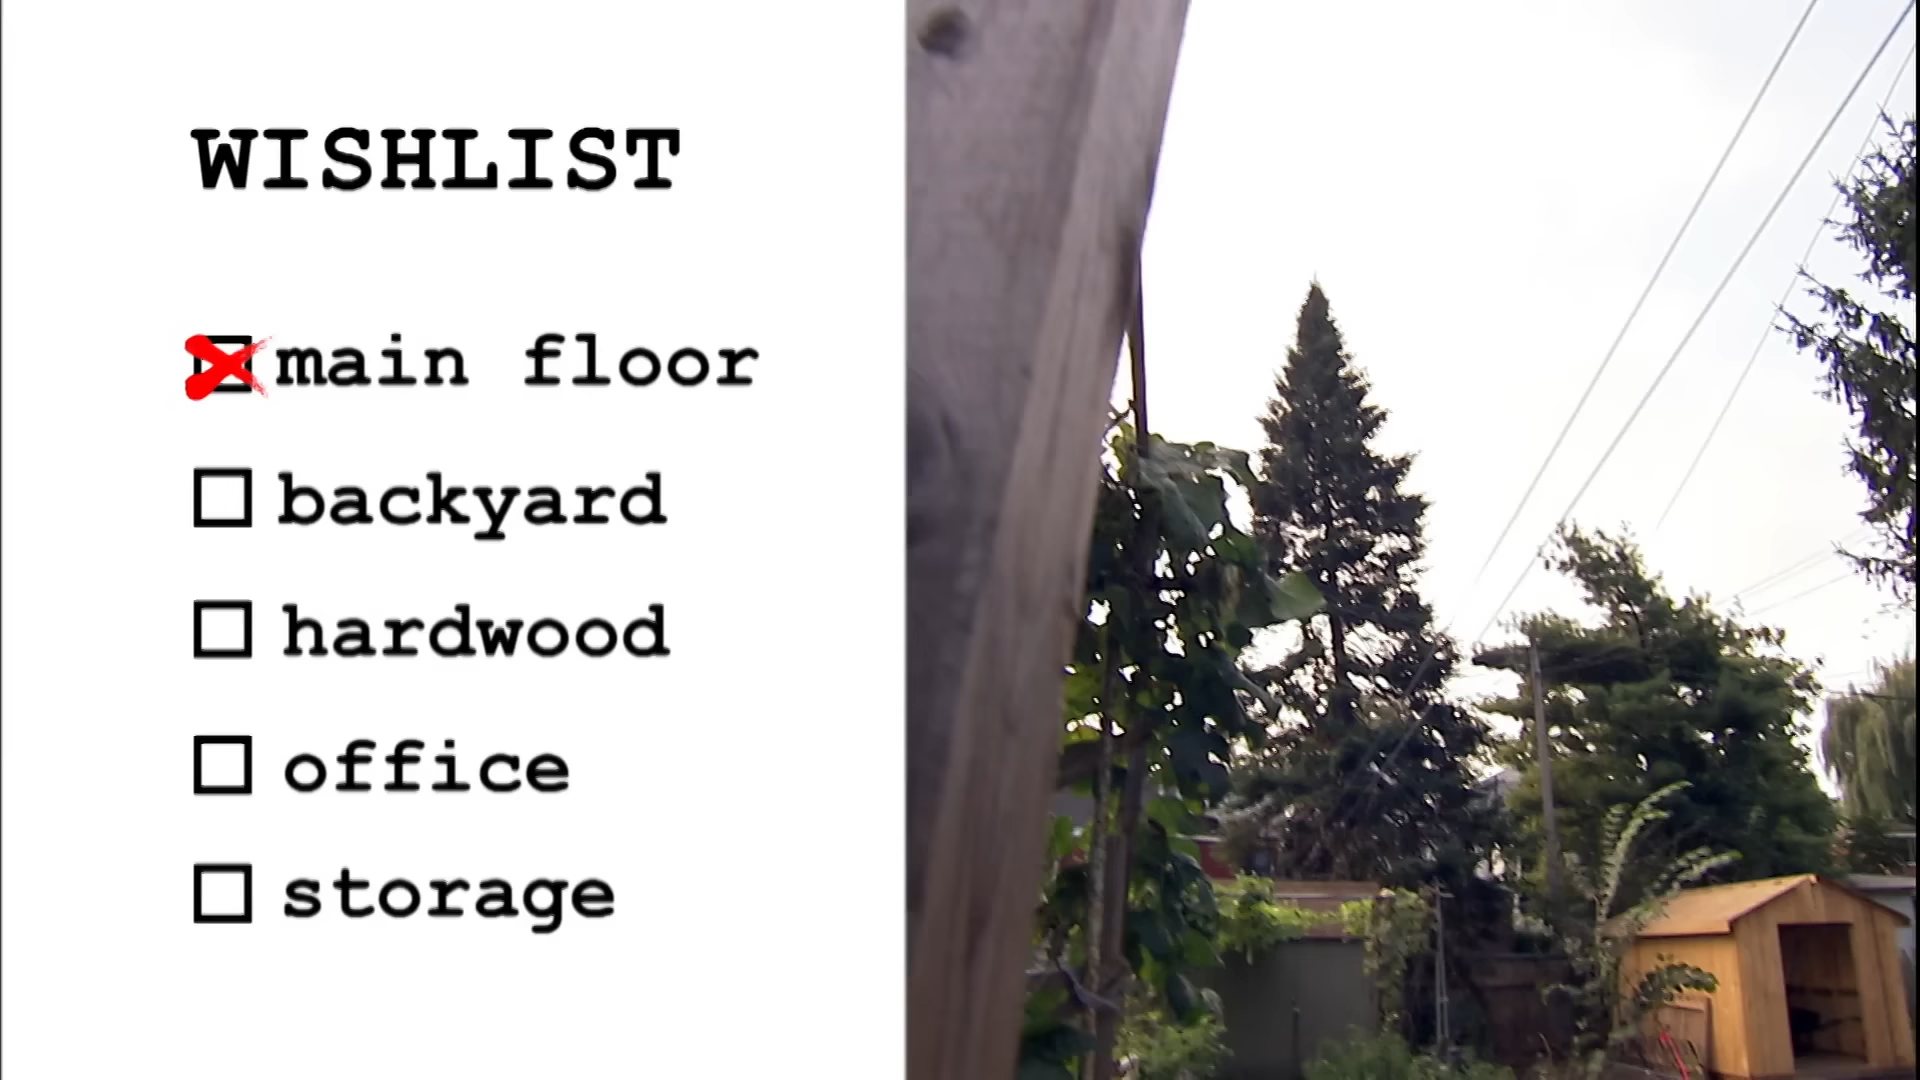 WISHLIST
main floor
backyard
hardwood
office
storage